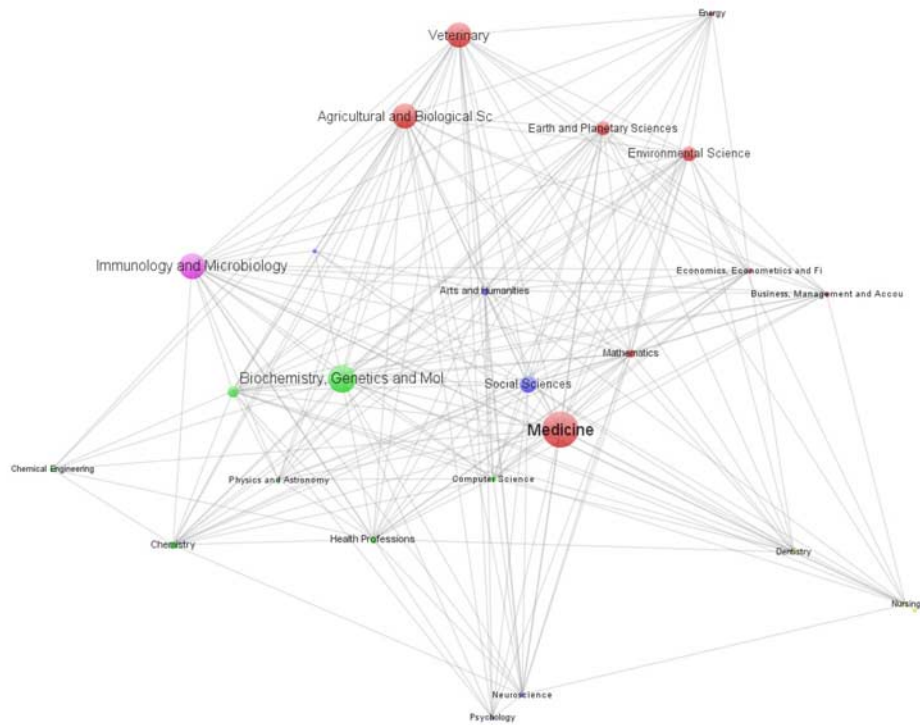 Energy
Veterinary
Agricultural and Biological Sc
Earth and Planetary Sciences
Environmental Science
Immunology and Microbiology
Economics, Econometrics and Fi
Arts and Humanities
Business, Management and Accou
Mathematics
Biochemistry, Genetics and Mol
Social Sciences
Medicine
Chemical Engineering
Physics and Astronomy
Computer Science
Chemistry
Health Professions
Dentistry
Nursing
Neuroscience
Psychology